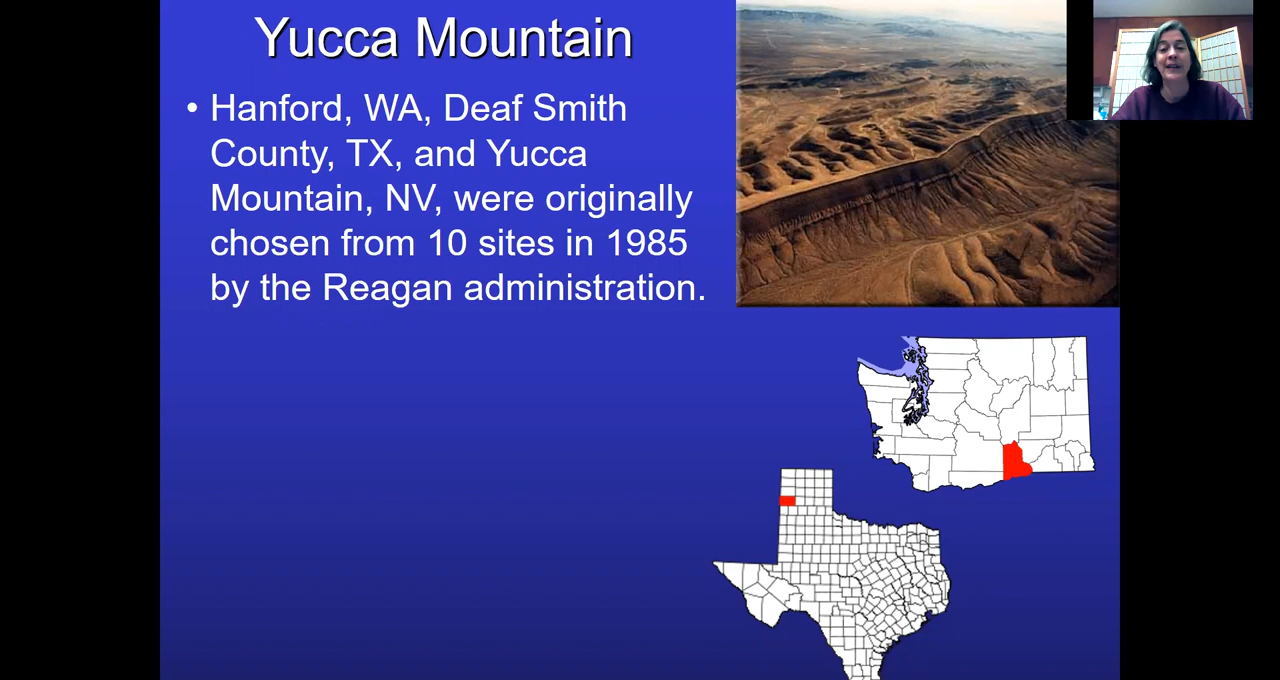 Yucca Mountain
• Hanford, WA, Deaf Smith
County, TX, and Yucca
Mountain, NV, were originally
chosen from 10 sites in 1985
by the Reagan administration.